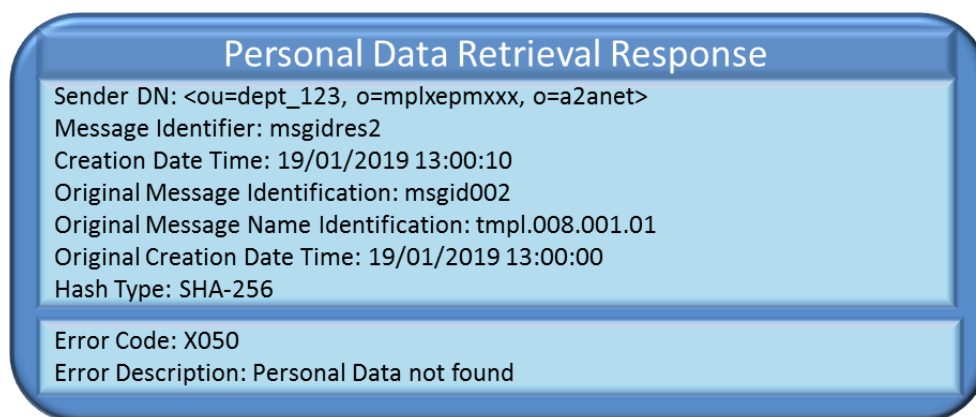 Personal Data Retrieval Response
Sender DN: <ou=dept_123, o=mplxepmxxx, o=a2anet>
Message Identifier: msgidres2
Creation Date Time: 19/01/2019 13:00:10
Original Message Identification: msgid002
Original Message Name Identification: tmpl.008.001.01
Original Creation Date Time: 19/01/2019 13:00:00
Hash Type: SHA-256
Error Code: X050
Error Description: Personal Data not found